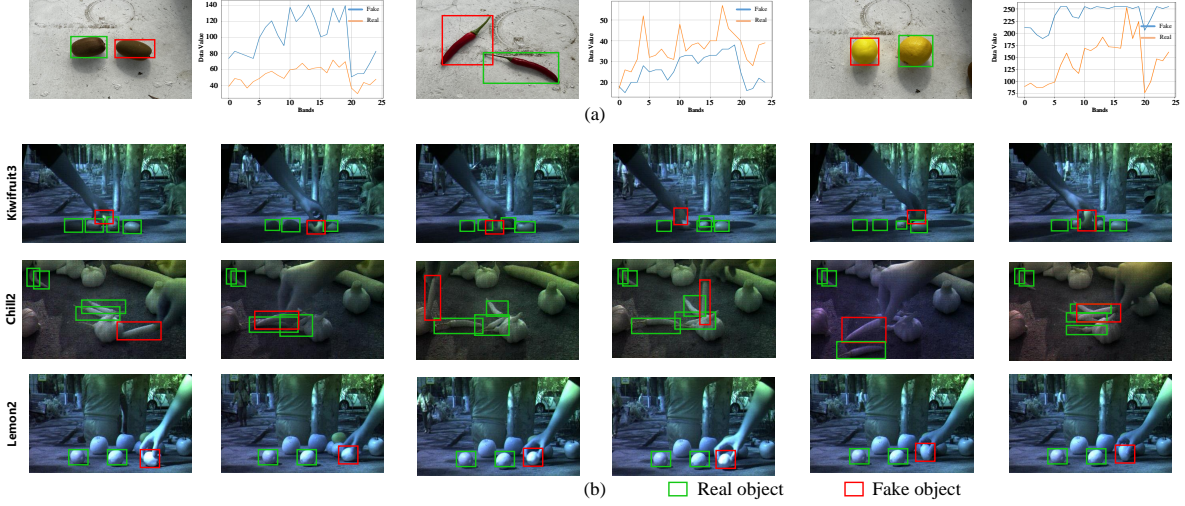 140
120
100
80
60
40
Data Value
0 5 10 15 20 25
Bands
Fake
Real
50
40
30
20
Data Value
0 5 10 15 20 25
Bands
Fake
Real
250
225
200
175
150
125
100
75
Data Value
0 5 10 15 20 25
Bands
Fake
Real
(a)
Kiwifruit3
Chill2
Lemon2
(b)
Real object
Fake object